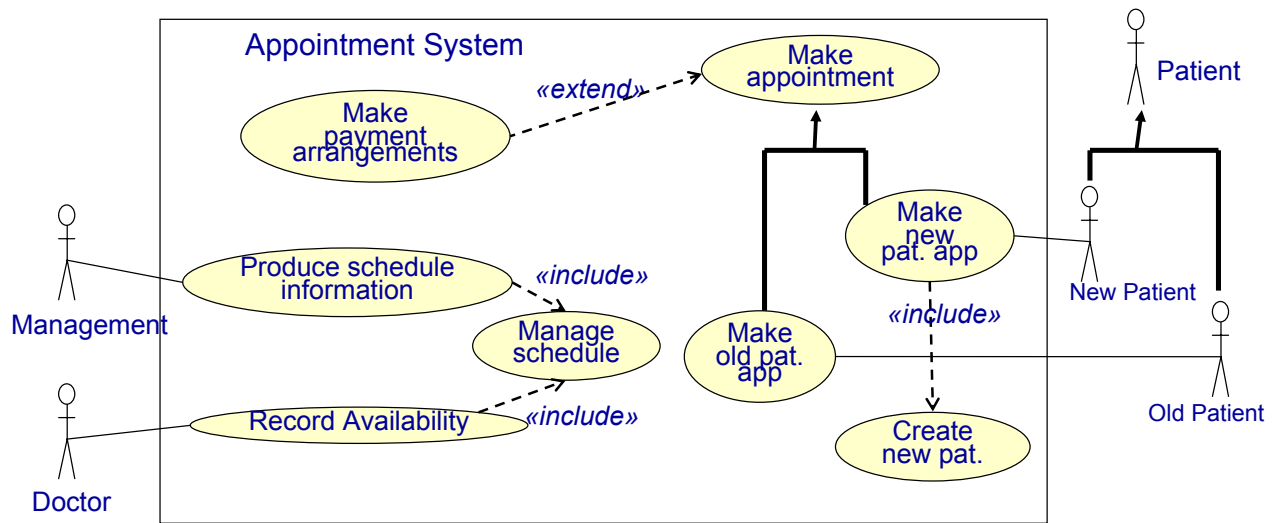 Appointment System
Make
appointment
Patient
«extend»
Make
payment
arrangements
Make
new
pat. app
Produce schedule
information
«include»
New Patient
Management
«include»
Manage
schedule
Make
old pat.
app
Record Availability
«include»
Old Patient
Create
new pat.
Doctor